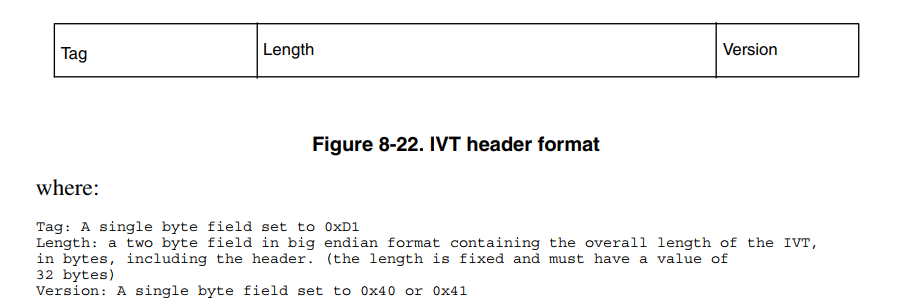 Tag
Length
Version
Figure 8-22. IVT header format
where:
Tag: A single byte field set to 0xD1
Length: a two byte field in big endian format containing the overall length of the IVT,
in bytes, including the header. (the length is fixed and must have a value of
32 bytes)
Version: A single byte field set to 0x40 or 0x41